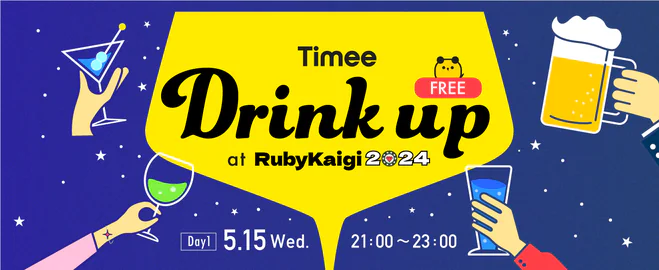 Timee
FREE
Drink up
at RubyKaigi 2024
Day1 5.15 Wed. 21:00〜23:00